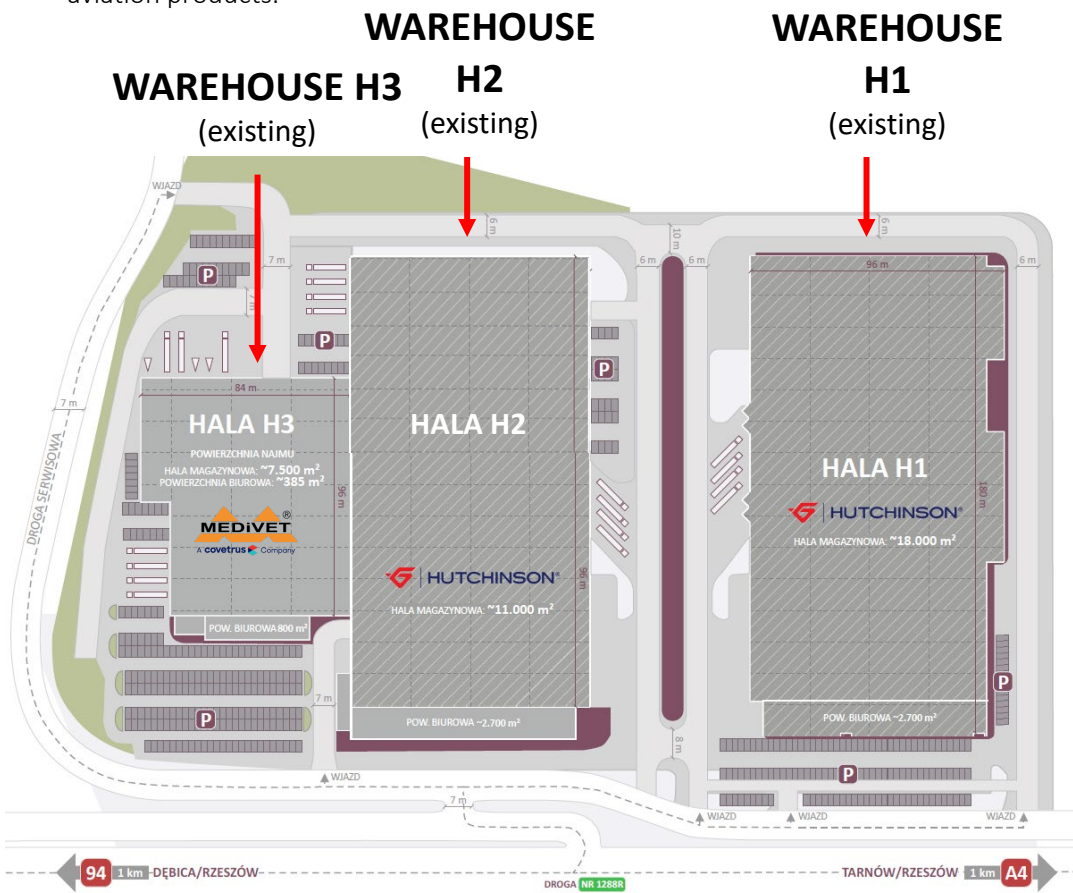 aviation products.
WAREHOUSE H3
(existing)
WAREHOUSE
H2
(existing)
WAREHOUSE
H1
(existing)
WJAZD
6 m
10 m
6 m
7 m
6 m
6 m
6 m
7 m
96 m
P
P
P
84 m
7 m
DROGA SERWISOWA
HALA H3
POWIERZCHNIA NAJMU
HALA MAGAZYNOWA: ~7.500 m²
POWIERZCHNIA BIUROWA: ~385 m²
MEDiVET®
A covetrus Company
96 m
HALA H2
HUTCHINSON®
HALA MAGAZYNOWA: ~11.000 m²
96 m
HALA H1
HUTCHINSON®
HALA MAGAZYNOWA: ~18.000 m²
180 m
POW. BIUROWA 800 m²
7 m
P
P
POW. BIUROWA ~2.700 m²
POW. BIUROWA ~2.700 m²
8 m
P
WJAZD
7 m
WJAZD
WJAZD
WJAZD
94 1 km DĘBICA/RZESZÓW
DROGA NR 1288R
TARNÓW/RZESZÓW 1 km A4